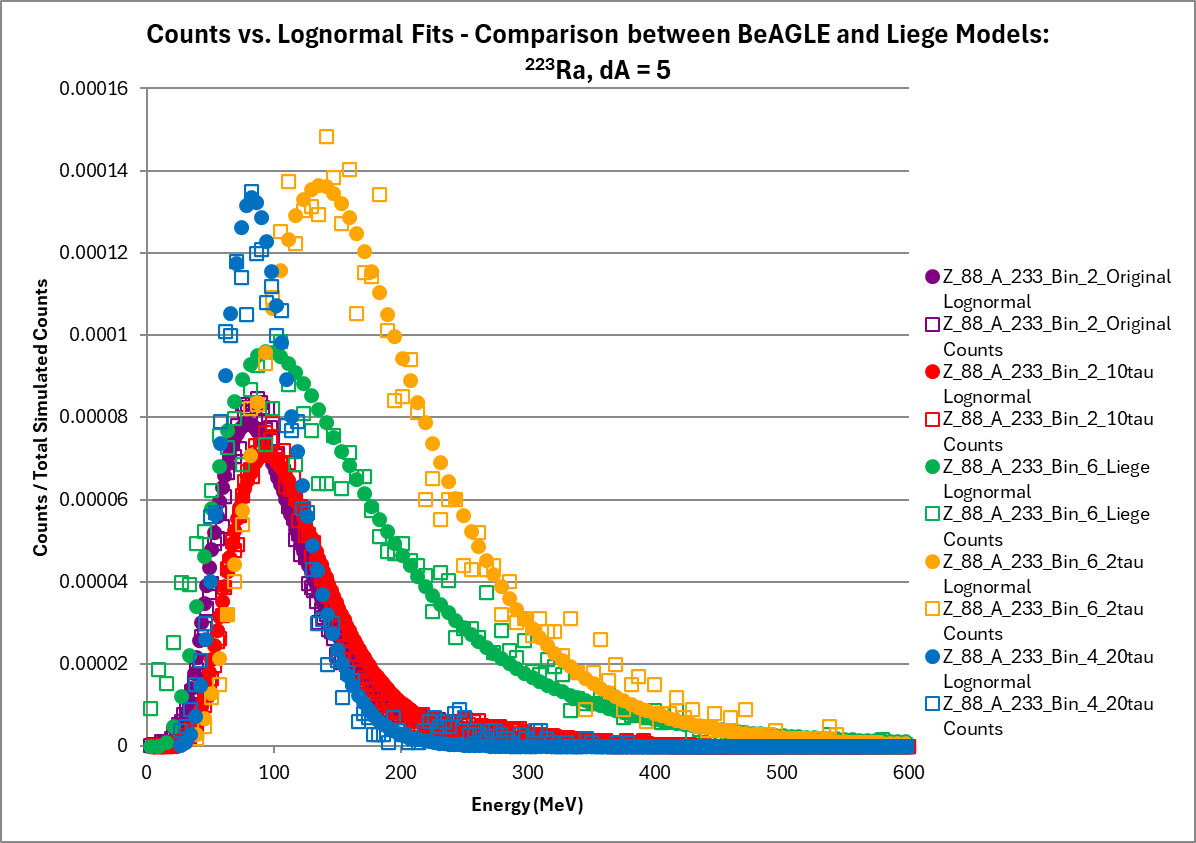 Counts vs. Lognormal Fits - Comparison between BeAGLE and Liege Models:
²²³Ra, dA = 5
0.00016
0.00014
0.00012
0.0001
0.00008
0.00006
0.00004
0.00002
0
Counts / Total Simulated Counts
0 100 200 300 400 500 600
Energy (MeV)
Z_88_A_233_Bin_2_Original
Lognormal
Z_88_A_233_Bin_2_Original
Counts
Z_88_A_233_Bin_2_10tau
Lognormal
Z_88_A_233_Bin_2_10tau
Counts
Z_88_A_233_Bin_6_Liege
Lognormal
Z_88_A_233_Bin_6_Liege
Counts
Z_88_A_233_Bin_6_2tau
Lognormal
Z_88_A_233_Bin_6_2tau
Counts
Z_88_A_233_Bin_4_20tau
Lognormal
Z_88_A_233_Bin_4_20tau
Counts